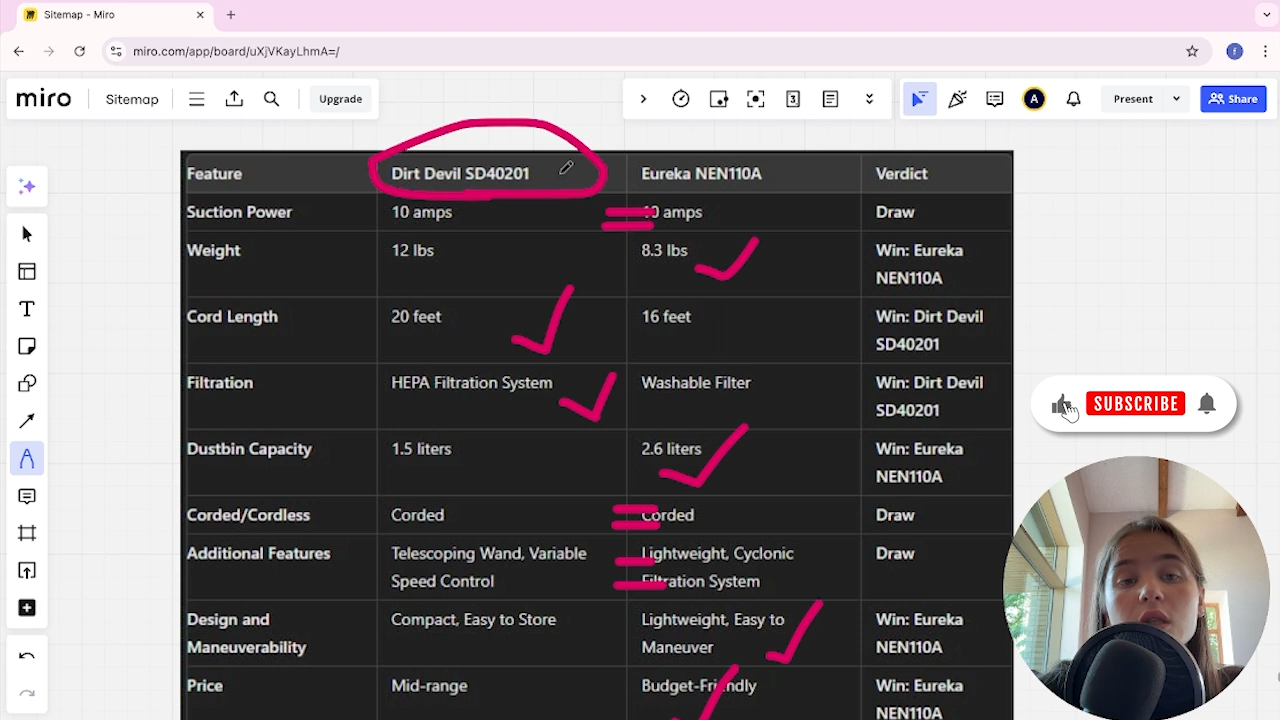 Sitemap - Miro
miro.com/app/board/uXjVKayLhmA=/
f
miro
Sitemap
Upgrade
3
A
Present
Share
Feature
Dirt Devil SD40201
Eureka NEN110A
Verdict
Suction Power
10 amps
10 amps
Draw
Weight
12 lbs
8.3 lbs
Win: Eureka
NEN110A
Cord Length
20 feet
16 feet
Win: Dirt Devil
SD40201
Filtration
HEPA Filtration System
Washable Filter
Win: Dirt Devil
SD40201
Dustbin Capacity
1.5 liters
2.6 liters
Win: Eureka
NEN110A
Corded/Cordless
Corded
Corded
Draw
Additional Features
Telescoping Wand, Variable
Speed Control
Lightweight, Cyclonic
Filtration System
Draw
Design and
Maneuverability
Compact, Easy to Store
Lightweight, Easy to
Maneuver
Win: Eureka
NEN110A
Price
Mid-range
Budget-Friendly
Win: Eureka
NEN110A
SUBSCRIBE